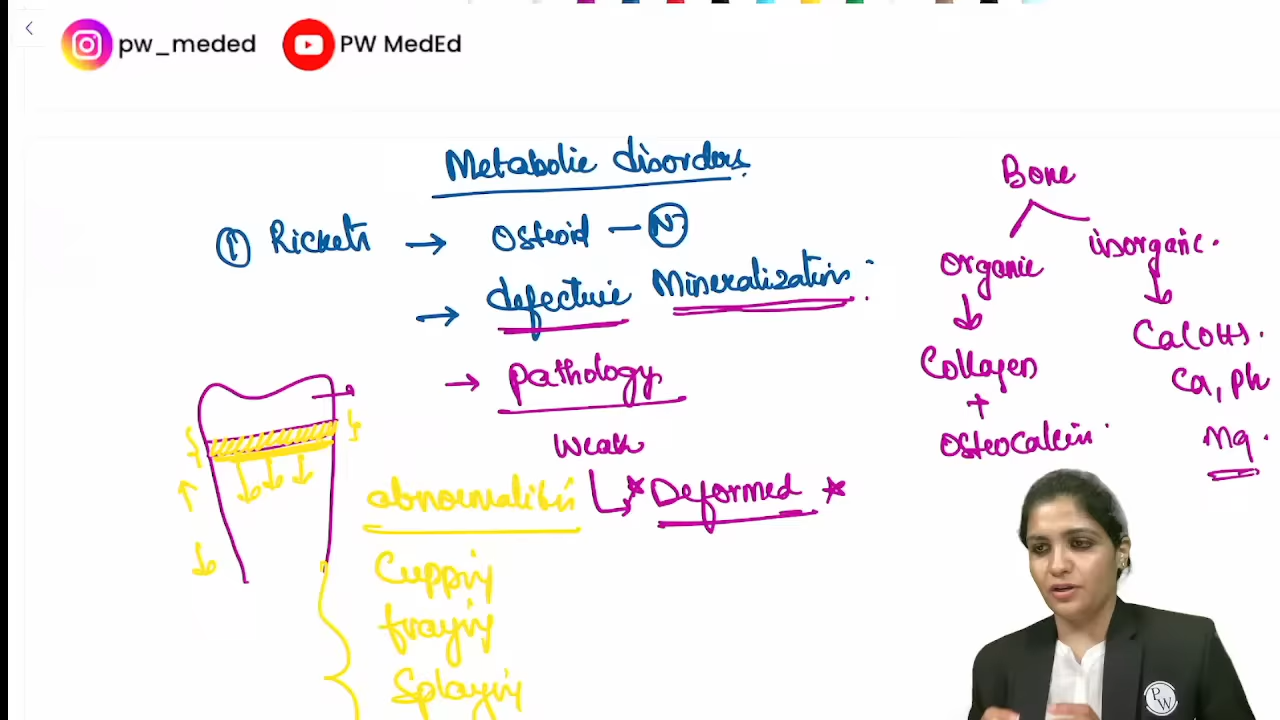 pw_meded PW MedEd
Metabolic disorders.
① Rickets → Osteoid — N
→ defective Mineralization:
→ Pathology
Weak
↳ * Deformed *
abnormalities
Cupping
fraying
Splaying
Bone
Organic inorganic.
↓ ↓
Collagen Ca(OH).
+ Ca, Ph
Osteocalcin. Mg.
PW